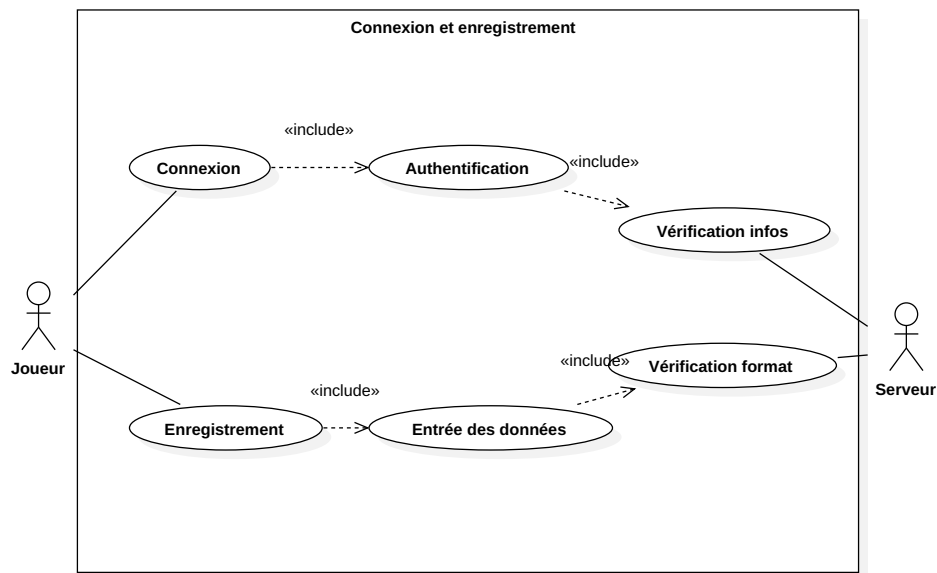 Connexion et enregistrement
«include»
Connexion
Authentification
«include»
Vérification infos
Joueur
Serveur
«include»
Vérification format
«include»
Enregistrement
Entrée des données